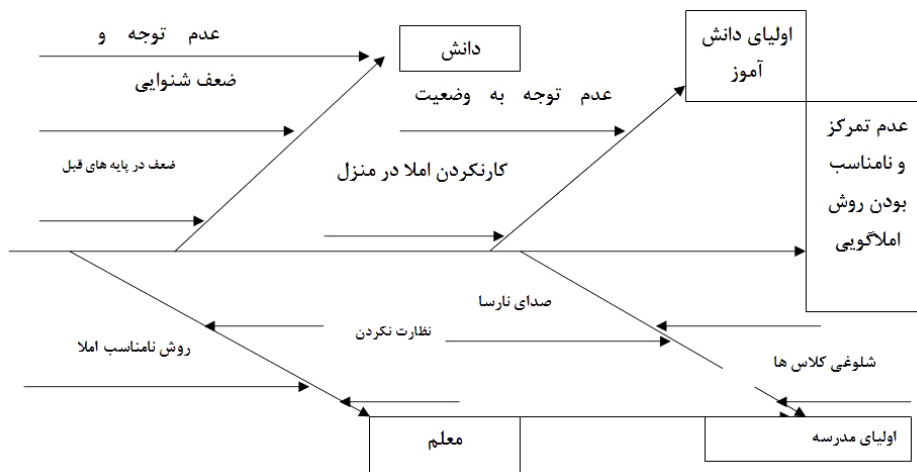 عدم توجه و
دانش
اولیای دانش
آموز
ضعف شنوایی
عدم توجه به وضعیت
عدم تمرکز
و نامناسب
بودن روش
املاگویی
ضعف در پایه های قبل
کارنکردن املا در منزل
صدای نارسا
نظارت نکردن
روش نامناسب املا
شلوغی کلاس ها
معلم
اولیای مدرسه